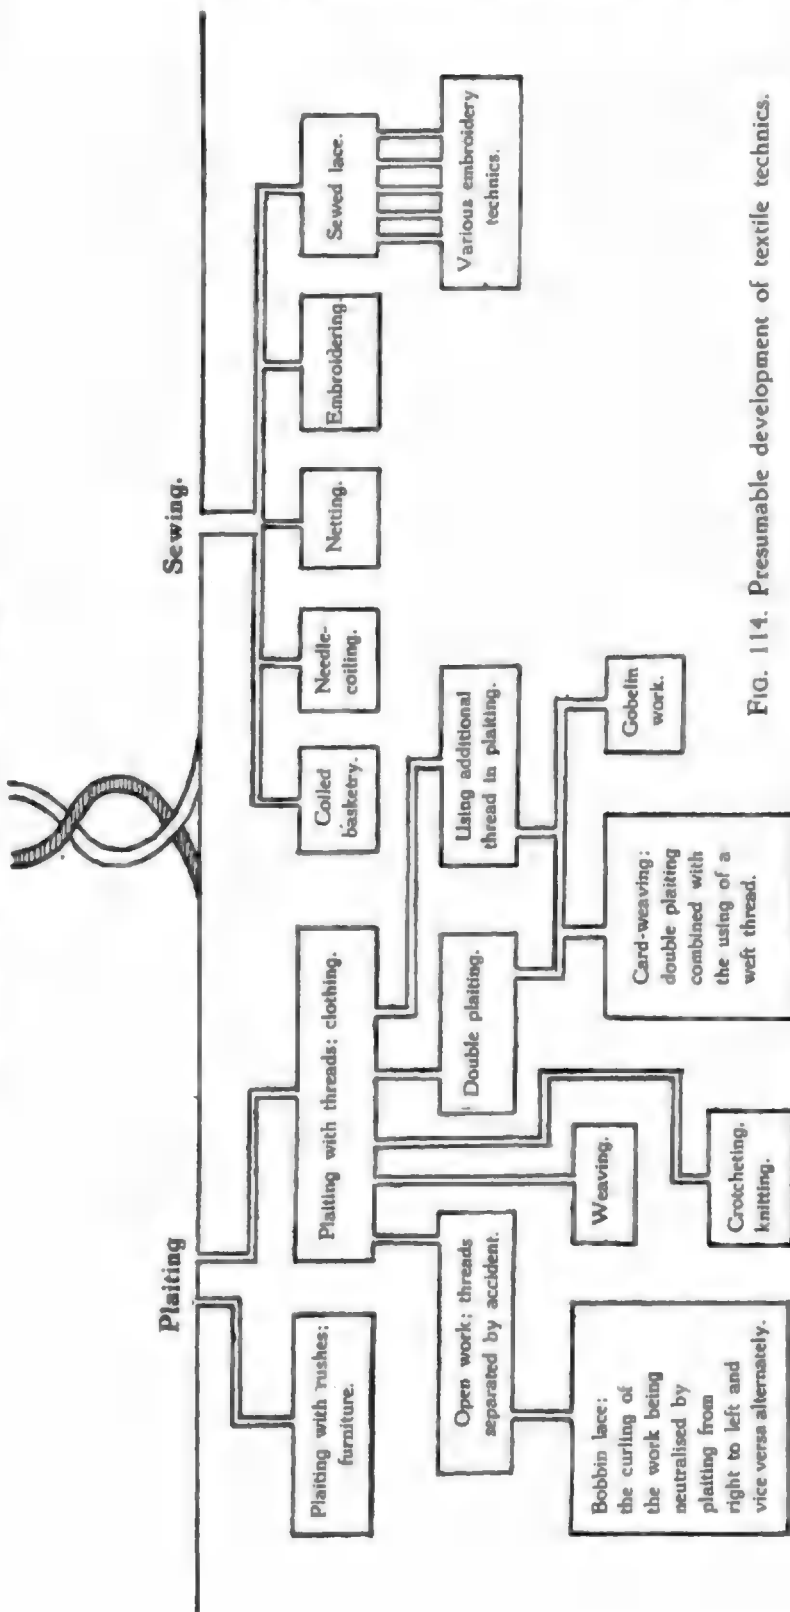 Plaiting
Sewing.
Plaiting with rushes;
furniture.
Plaiting with threads; clothing.
Coiled
basketry.
Needle-
coiling.
Netting.
Embroidering.
Sewed lace.
Open work; threads
separated by accident.
Double plaiting.
Using additional
thread in plaiting.
Various embroidery
technics.
Bobbin lace;
the curling of
the work being
neutralised by
plaiting from
right to left and
vice versa alternately.
Weaving.
Crotcheting.
knitting.
Card-weaving;
double plaiting
combined with
the using of a
weft thread.
Gobelin
work.
FIG. 114. Presumable development of textile technics.